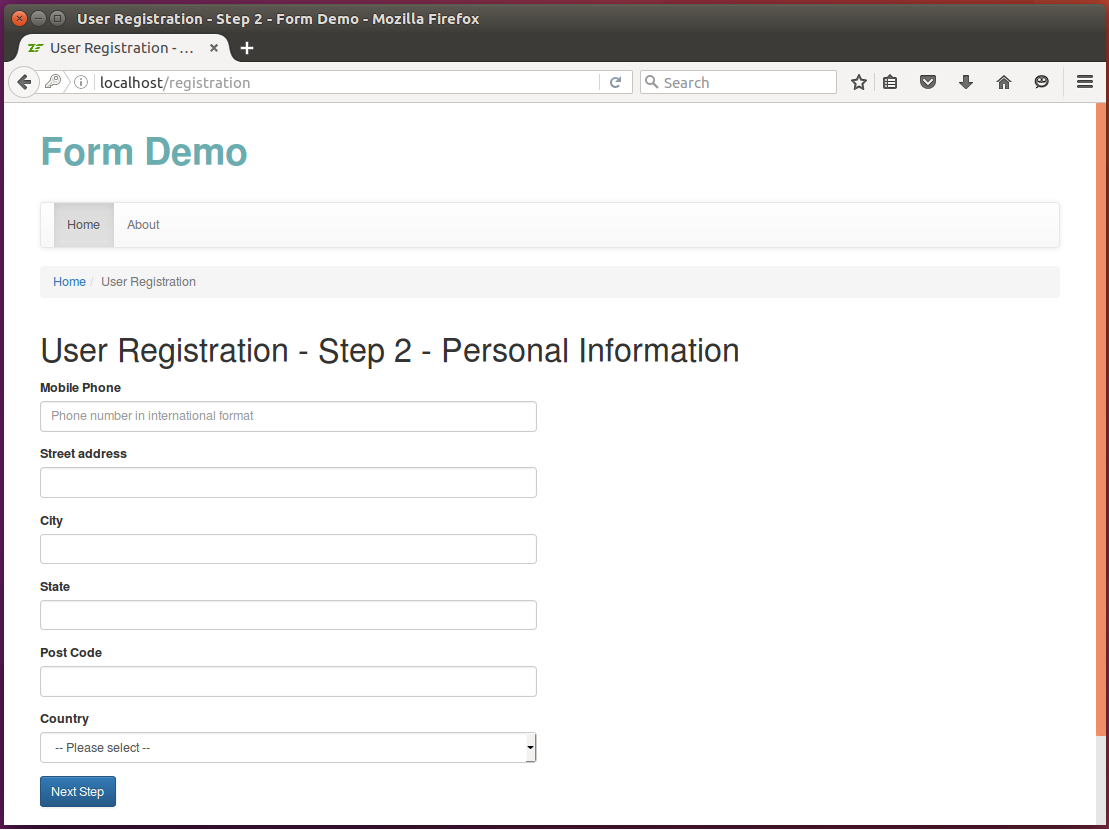 User Registration - Step 2 - Form Demo - Mozilla Firefox
User Registration - ...
localhost/registration
Search
Form Demo
Home About
Home / User Registration
User Registration - Step 2 - Personal Information
Mobile Phone
Phone number in international format
Street address
City
State
Post Code
Country
-- Please select --
Next Step